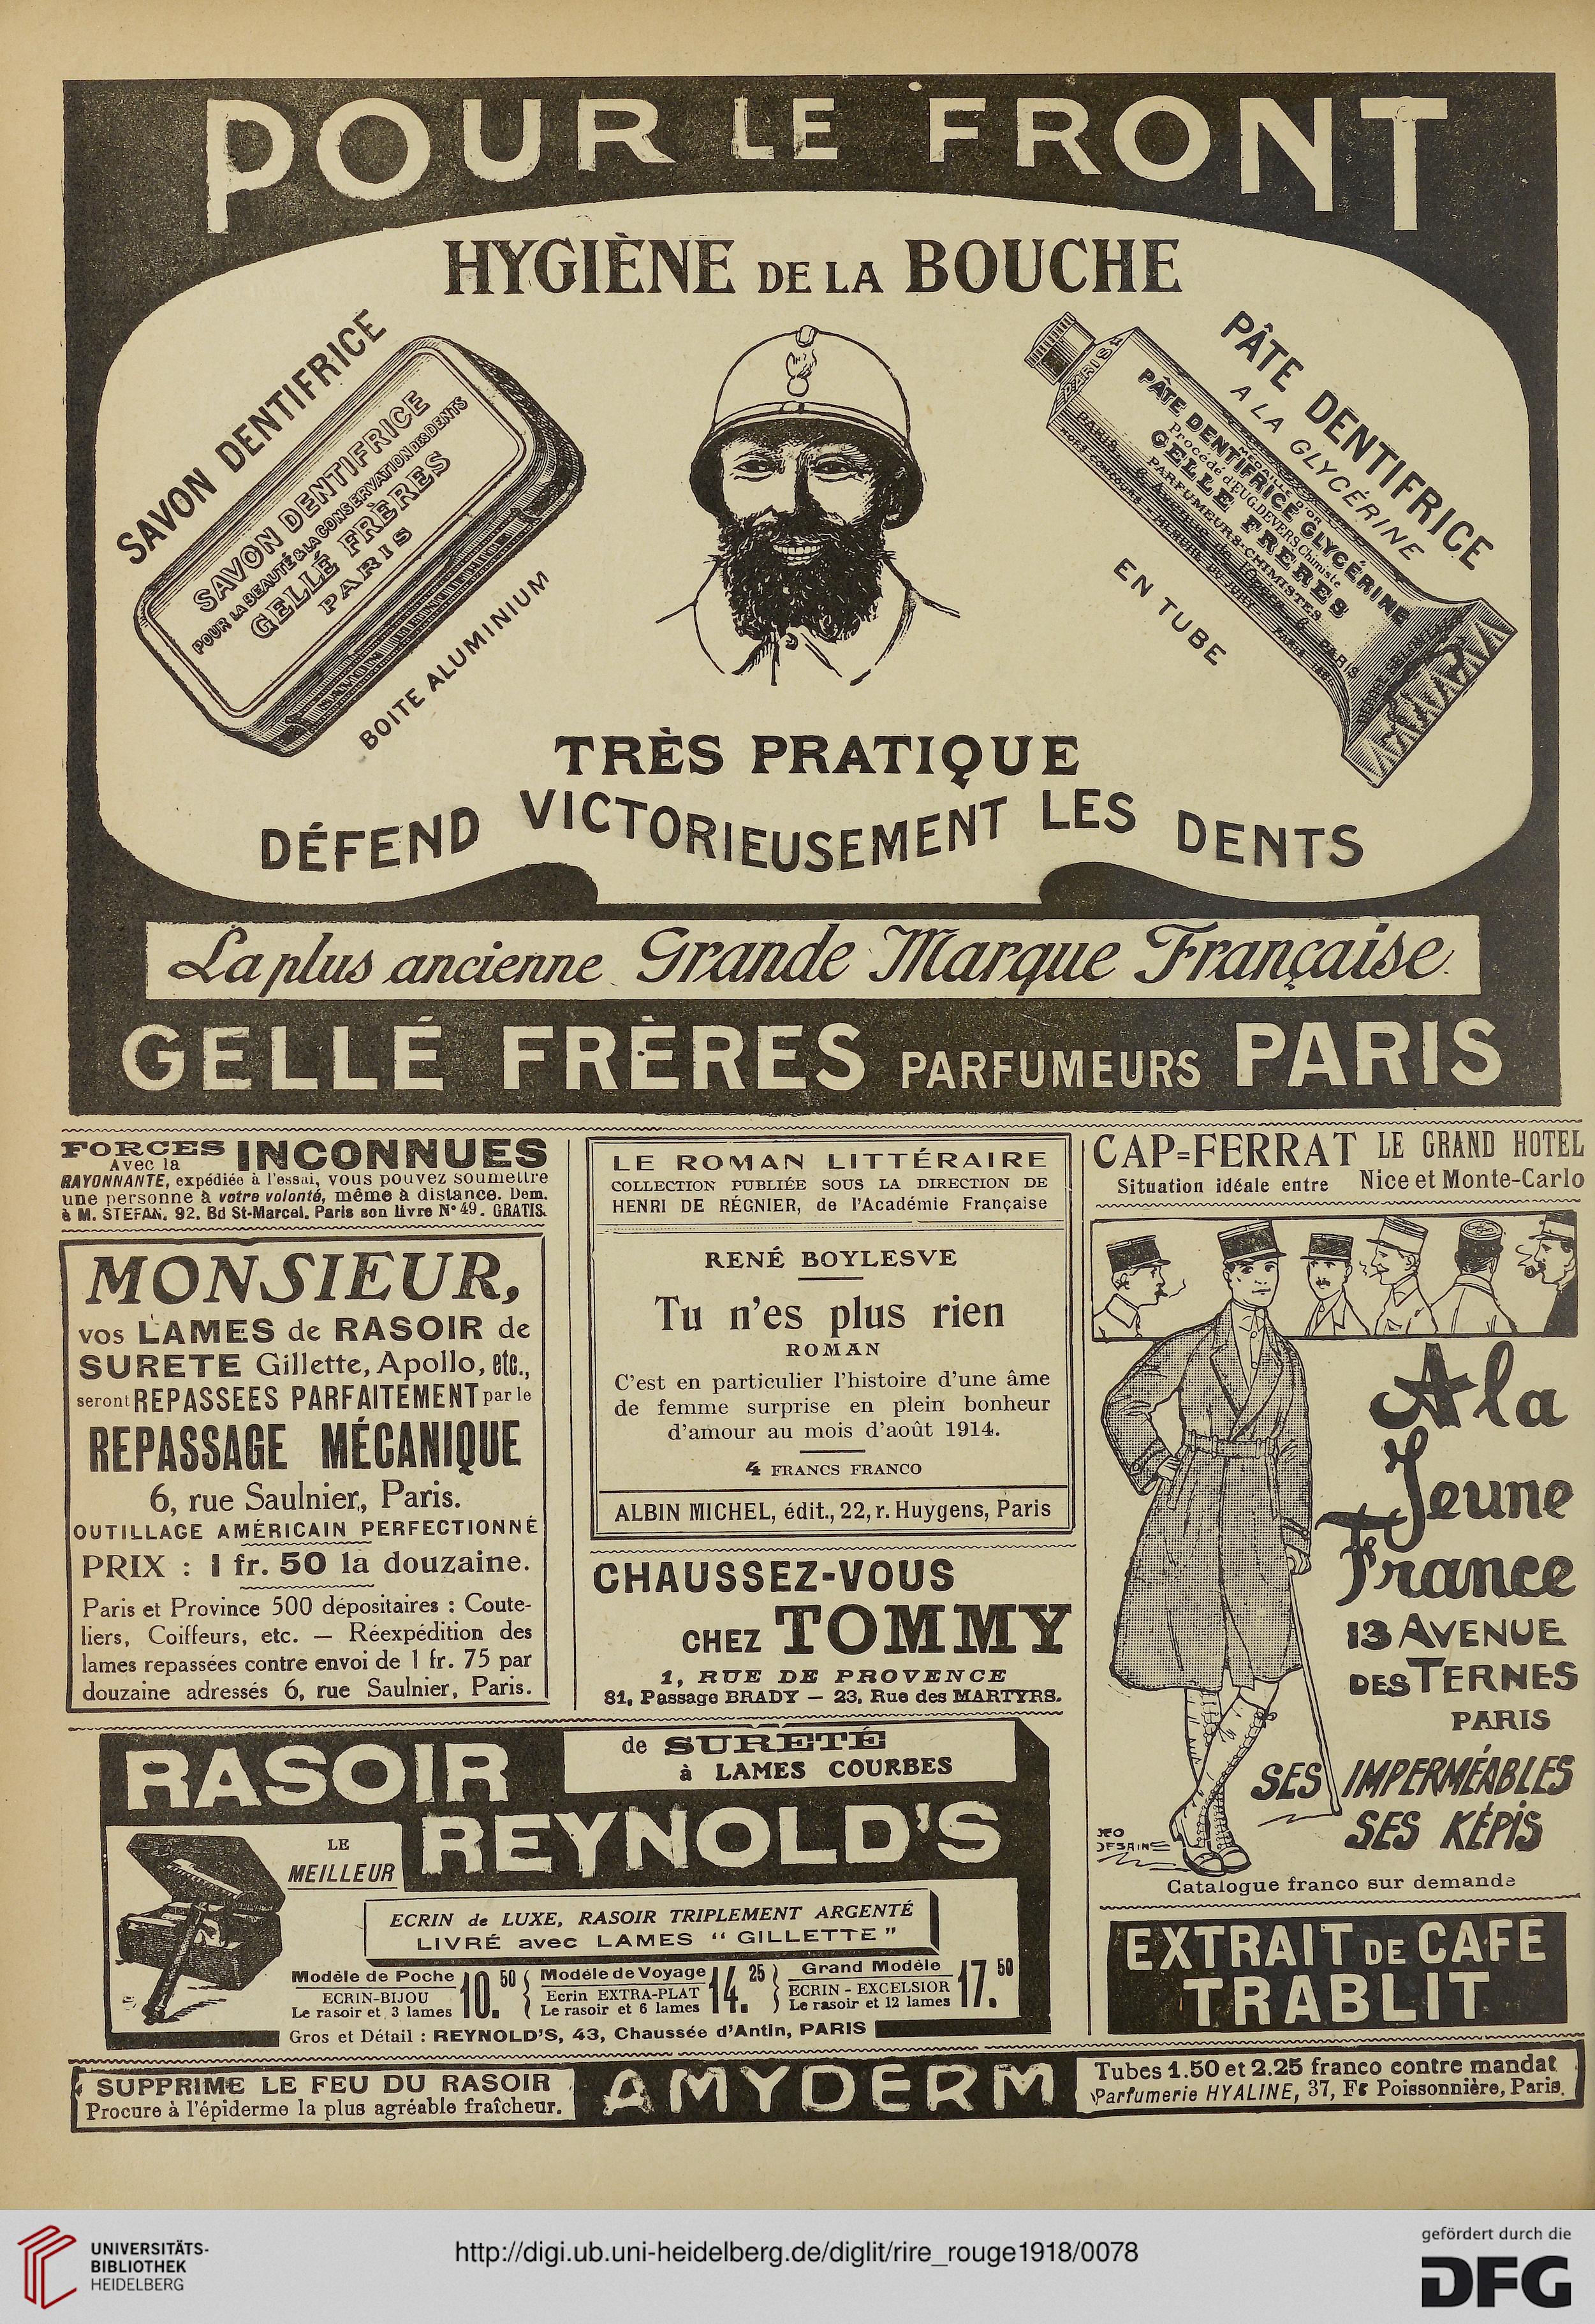 POUR LE FRONT
HYGIÈNE DE LA BOUCHE
SAVON DENTIFRICE
SAVON DENTIFRICE
POUR LA BEAUTÉ & LA CONSERVATION DES DENTS
GELLÉ FRÈRES
PARIS
BOITE ALUMINIUM
PÂTE DENTIFRICE
A LA GLYCÉRINE
PARIS
PÂTE DENTIFRICE GLYCÉRINE
MÉDAILLE D'OR
Procédé d'EUG. DEVERS Chimiste
GELLÉ FRERES
PARFUMEURS-CHIMISTES
EN TUBE
TRÈS PRATIQUE
DÉFEND VICTORIEUSEMENT LES DENTS
La plus ancienne Grande Marque Française.
GELLÉ FRÈRES PARFUMEURS PARIS
FORCES INCONNUES
Avec la
RAYONNANTE, expédiée à l'essai, vous pouvez soumettre
une personne à votre volonté, même à distance. Dem.
à M. STEFAN, 92, Bd St-Marcel, Paris son livre N° 49. GRATIS.
MONSIEUR,
vos LAMES de RASOIR de
SURETE Gillette, Apollo, etc.,
seront REPASSEES PARFAITEMENT par le
REPASSAGE MÉCANIQUE
6, rue Saulnier, Paris.
OUTILLAGE AMÉRICAIN PERFECTIONNÉ
PRIX : 1 fr. 50 la douzaine.
Paris et Province 500 dépositaires : Coute-
liers, Coiffeurs, etc. — Réexpédition des
lames repassées contre envoi de 1 fr. 75 par
douzaine adressés 6, rue Saulnier, Paris.
LE ROMAN LITTÉRAIRE
COLLECTION PUBLIÉE SOUS LA DIRECTION DE
HENRI DE RÉGNIER, de l'Académie Française
RENÉ BOYLESVE
Tu n'es plus rien
ROMAN
C'est en particulier l'histoire d'une âme
de femme surprise en plein bonheur
d'amour au mois d'août 1914.
4 FRANCS FRANCO
ALBIN MICHEL, édit., 22, r. Huygens, Paris
CHAUSSEZ-VOUS
CHEZ TOMMY
1, RUE DE PROVENCE
81, Passage BRADY — 23, Rue des MARTYRS.
CAP-FERRAT LE GRAND HOTEL
Situation idéale entre Nice et Monte-Carlo
A la
Jeune
France
13 AVENUE
DES TERNES
PARIS
SES IMPERMÉABLES
SES KÉPIS
Catalogue franco sur demande
EXTRAIT DE CAFE
TRABLIT
RASOIR de SURETÉ
à LAMES COURBES
REYNOLD'S
LE
MEILLEUR
ECRIN de LUXE, RASOIR TRIPLEMENT ARGENTÉ
LIVRÉ avec LAMES “ GILLETTE ”
Modèle de Poche
ECRIN-BIJOU
Le rasoir et 3 lames
10.50
Modèle de Voyage
Ecrin EXTRA-PLAT
Le rasoir et 6 lames
14.25
Grand Modèle
ECRIN - EXCELSIOR
Le rasoir et 12 lames
17.50
Gros et Détail : REYNOLD'S, 43, Chaussée d'Antin, PARIS
SUPPRIME LE FEU DU RASOIR
Procure à l'épiderme la plus agréable fraîcheur.
AMYDERM
Tubes 1.50 et 2.25 franco contre mandat
Parfumerie HYALINE, 37, Fg Poissonnière, Paris.
UNIVERSITÄTS-
BIBLIOTHEK
HEIDELBERG
http://digi.ub.uni-heidelberg.de/diglit/rire_rouge1918/0078
gefördert durch die
DFG